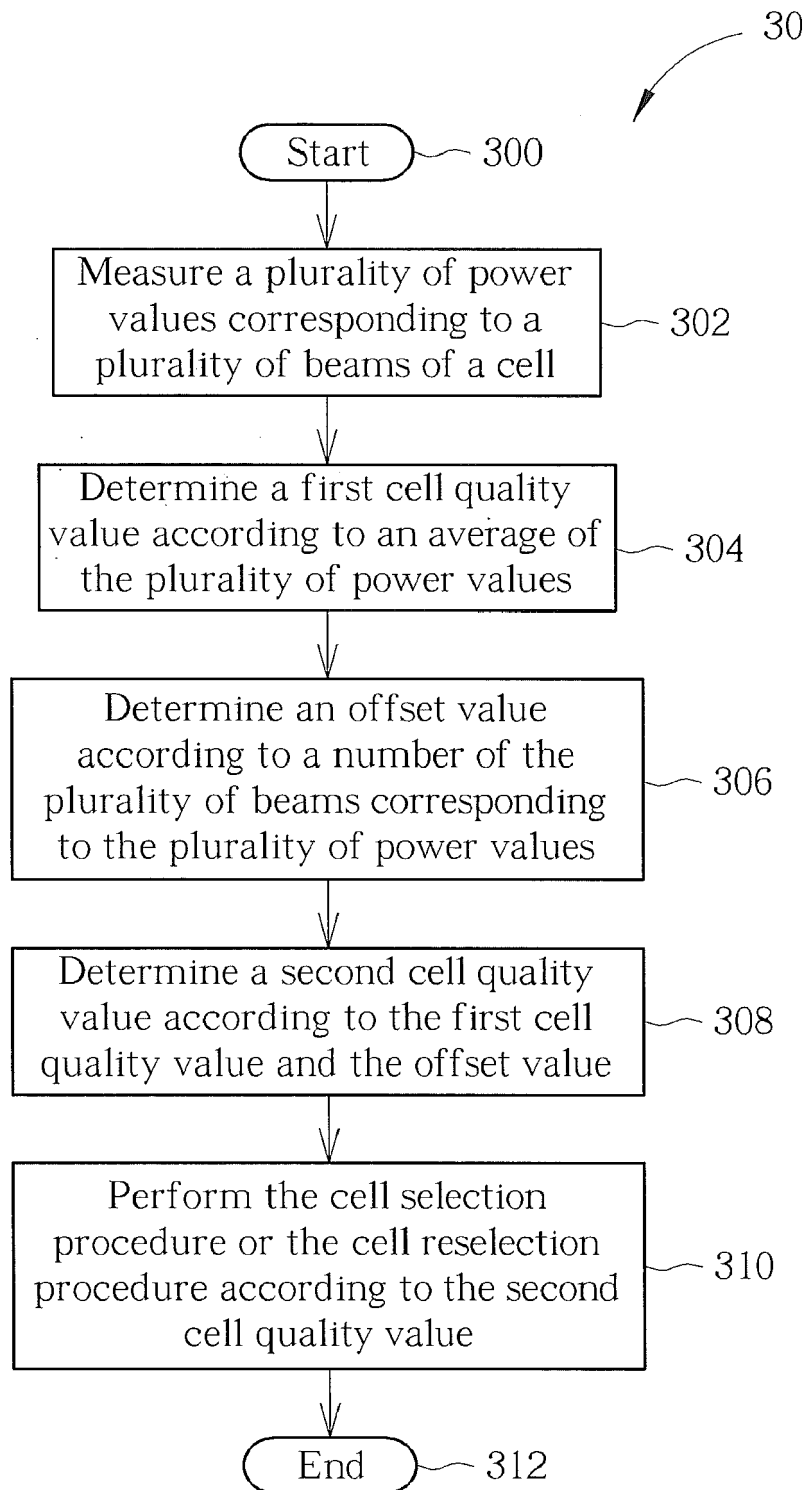 30
Start
300
Measure a plurality of power
values corresponding to a
plurality of beams of a cell
302
Determine a first cell quality
value according to an average of
the plurality of power values
304
Determine an offset value
according to a number of the
plurality of beams corresponding
to the plurality of power values
306
Determine a second cell quality
value according to the first cell
quality value and the offset value
308
Perform the cell selection
procedure or the cell reselection
procedure according to the second
cell quality value
310
End
312